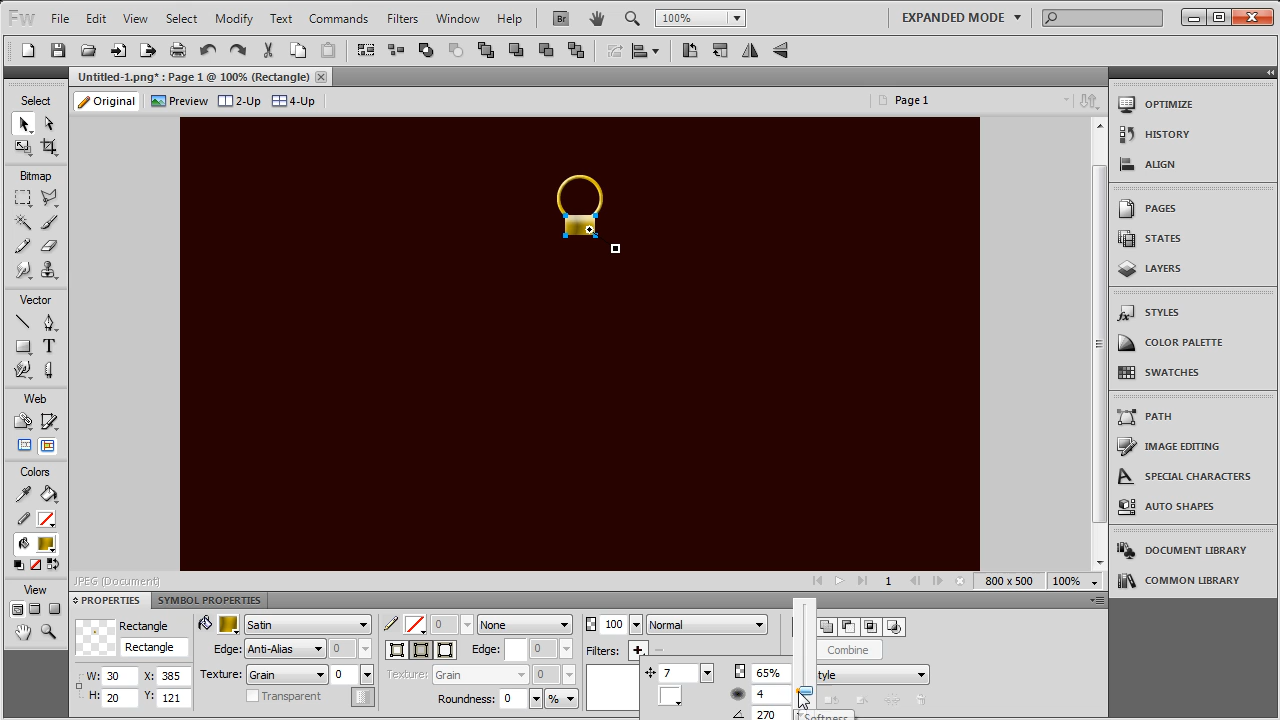 Fw File Edit View Select Modify Text Commands Filters Window Help Br 100% EXPANDED MODE
Untitled-1.png* : Page 1 @ 100% (Rectangle)
Original Preview 2-Up 4-Up Page 1
Select
Bitmap
Vector
T
Web
Colors
View
OPTIMIZE
HISTORY
ALIGN
PAGES
STATES
LAYERS
STYLES
COLOR PALETTE
SWATCHES
PATH
IMAGE EDITING
SPECIAL CHARACTERS
AUTO SHAPES
DOCUMENT LIBRARY
COMMON LIBRARY
JPEG (Document) 1 800 x 500 100%
PROPERTIES SYMBOL PROPERTIES
Rectangle Satin 0 None 100 Normal
Rectangle Edge: Anti-Alias 0 Edge: 0 Filters: Combine
W: 30 X: 385 Texture: Grain 0 Texture: Grain 0 7 65% tyle
H: 20 Y: 121 Transparent Roundness: 0 % 4
270 Softness